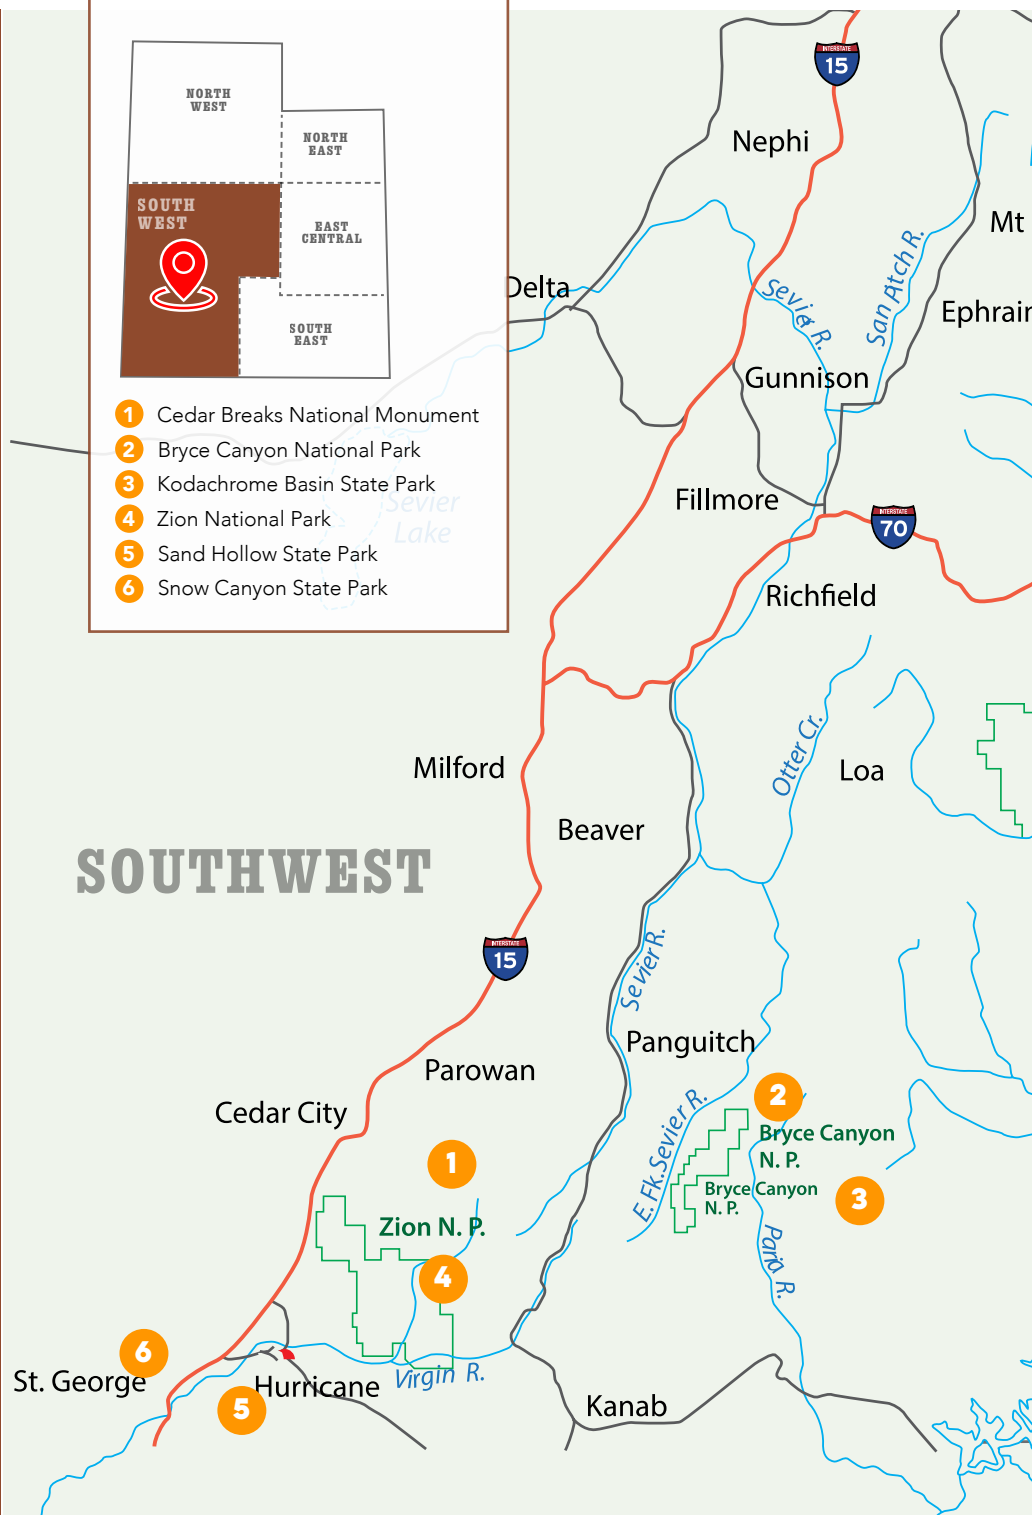 NORTH
WEST
NORTH
EAST
SOUTH
WEST
EAST
CENTRAL
SOUTH
EAST
1 Cedar Breaks National Monument
2 Bryce Canyon National Park
3 Kodachrome Basin State Park
4 Zion National Park
5 Sand Hollow State Park
6 Snow Canyon State Park
Sevier
Lake
INTERSTATE
15
Nephi
Mt
Delta
Sevier R.
San Pitch R.
Ephrain
Gunnison
Fillmore
INTERSTATE
70
Richfield
Otter Cr.
Milford
Loa
Beaver
SOUTHWEST
INTERSTATE
15
Sevier R.
Panguitch
Parowan
Cedar City
2
Bryce Canyon
N. P.
E. Fk. Sevier R.
1
Bryce Canyon
N. P.
3
Zion N. P.
4
Paria R.
6
St. George
Hurricane
Virgin R.
5
Kanab